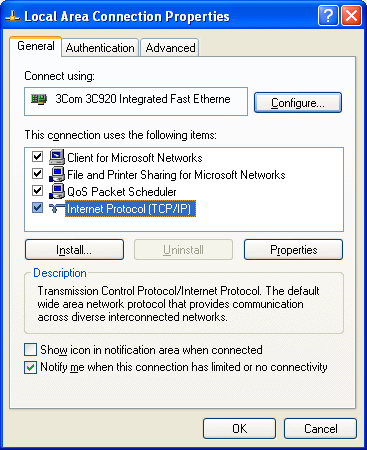 Local Area Connection Properties
General Authentication Advanced
Connect using:
3Com 3C920 Integrated Fast Etherne
Configure...
This connection uses the following items:
Client for Microsoft Networks
File and Printer Sharing for Microsoft Networks
QoS Packet Scheduler
Internet Protocol (TCP/IP)
Install... Uninstall Properties
Description
Transmission Control Protocol/Internet Protocol. The default
wide area network protocol that provides communication
across diverse interconnected networks.
Show icon in notification area when connected
Notify me when this connection has limited or no connectivity
OK Cancel